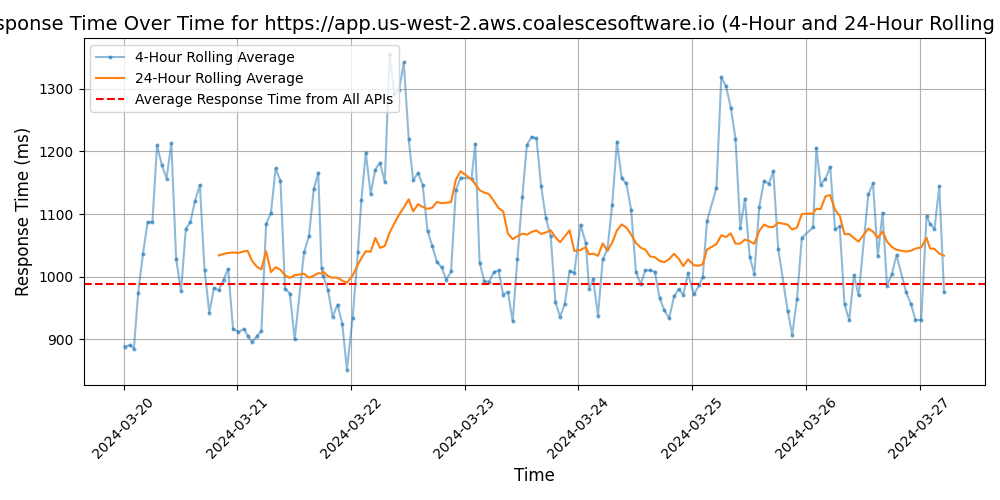 sponse Time Over Time for https://app.us-west-2.aws.coalescesoftware.io (4-Hour and 24-Hour Rolling
4-Hour Rolling Average
24-Hour Rolling Average
Average Response Time from All APIs
Response Time (ms)
1300
1200
1100
1000
900
2024-03-20
2024-03-21
2024-03-22
2024-03-23
2024-03-24
2024-03-25
2024-03-26
2024-03-27
Time